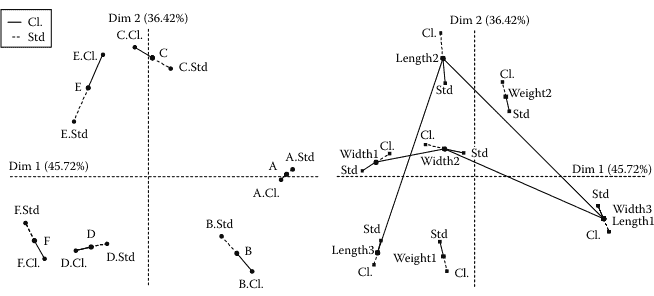 Cl.
Std
Dim 2 (36.42%)
C.Cl.
C
E.Cl.
C.Std
E
E.Std
Dim 1 (45.72%)
A
A.Std
A.Cl.
F.Std
F
D
B.Std
F.Cl.
D.Cl.
D.Std
B
B.Cl.
Dim 2 (36.42%)
Cl.
Length2
Std
Cl.
Weight2
Std
Width1
Cl.
Std
Cl.
Std
Width2
Dim 1 (45.72%)
Std
Width3
Length1
Cl.
Std
Length3
Cl.
Std
Weight1
Cl.